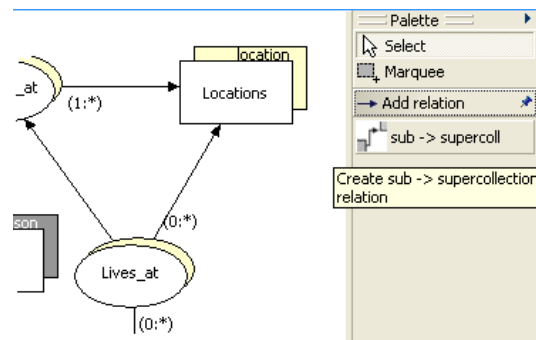 Palette
location
Select
_at
Marquee
(1:*)
Locations
Add relation
sub -> supercoll
Create sub -> supercollection
relation
son
(0:*)
Lives_at
(0:*)